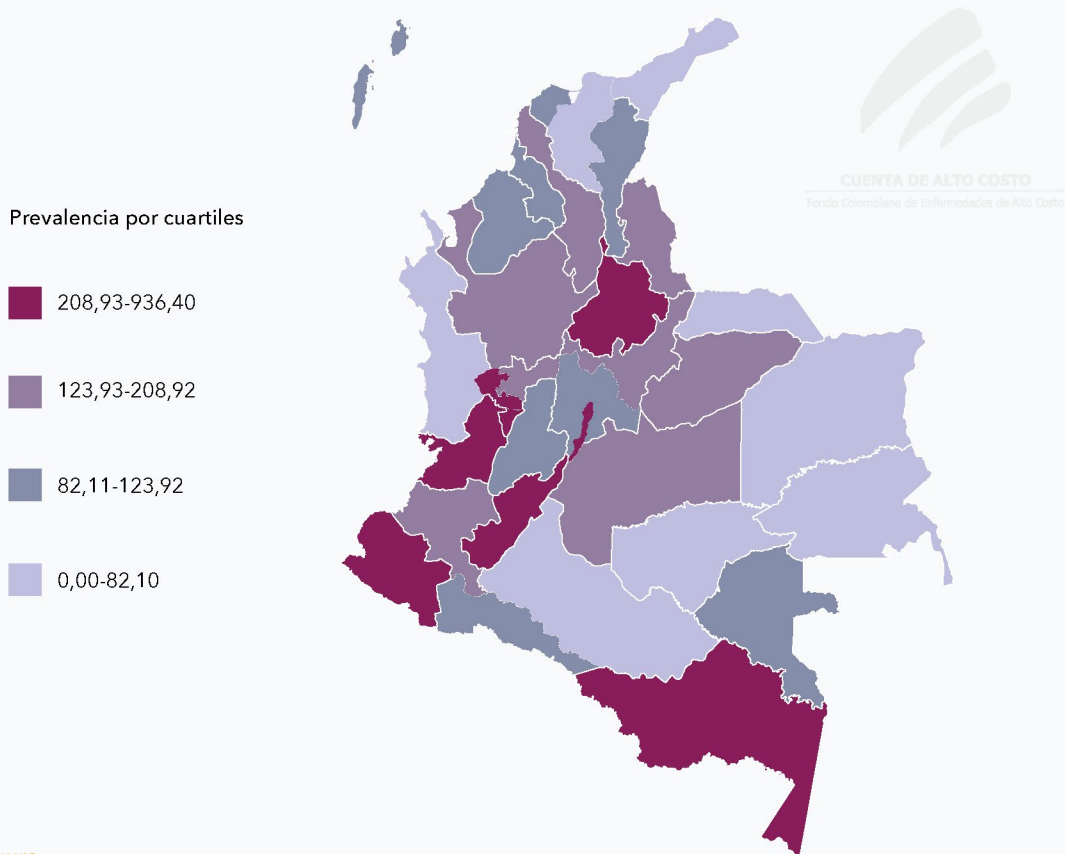 CUENTA DE ALTO COSTO
Fondo Colombiano de Enfermedades de Alto Costo
Prevalencia por cuartiles
208,93-936,40
123,93-208,92
82,11-123,92
0,00-82,10